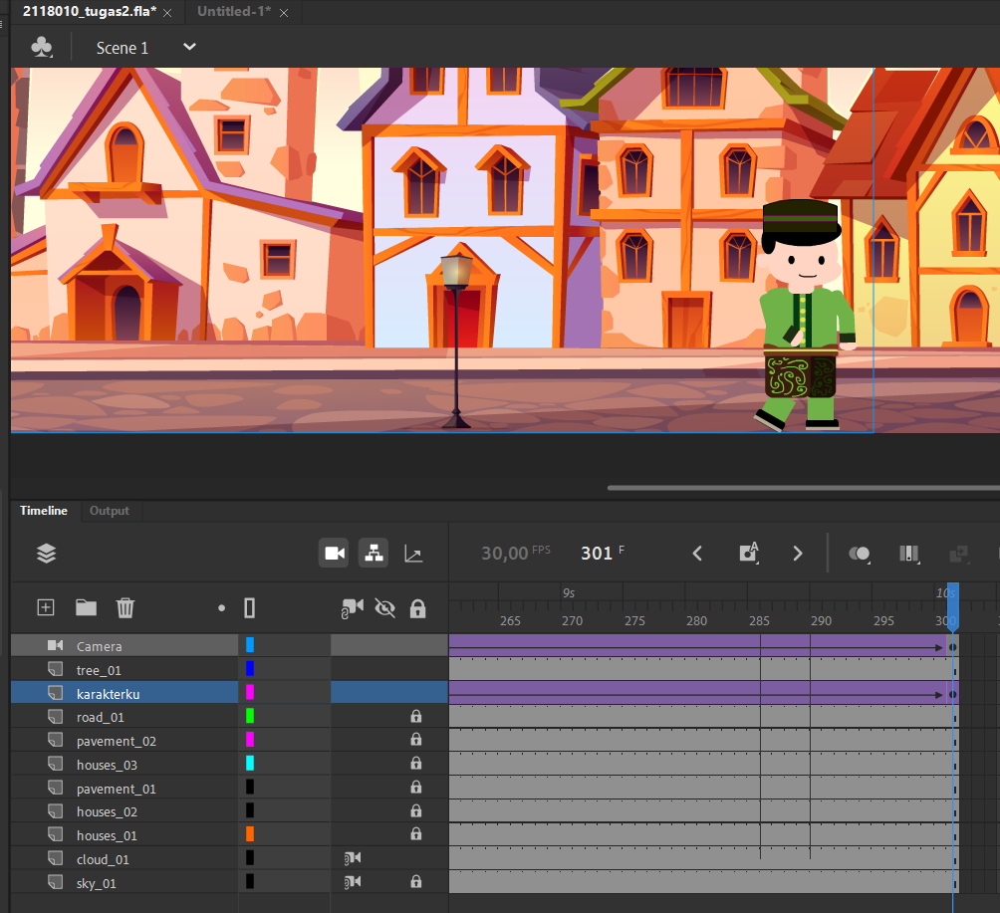 2118010_tugas2.fla* ×
Untitled-1* ×
Scene 1
Timeline
Output
30,00 FPS
301 F
A
9s
10s
265 270 275 280 285 290 295 300
Camera
tree_01
karakterku
road_01
pavement_02
houses_03
pavement_01
houses_02
houses_01
cloud_01
sky_01